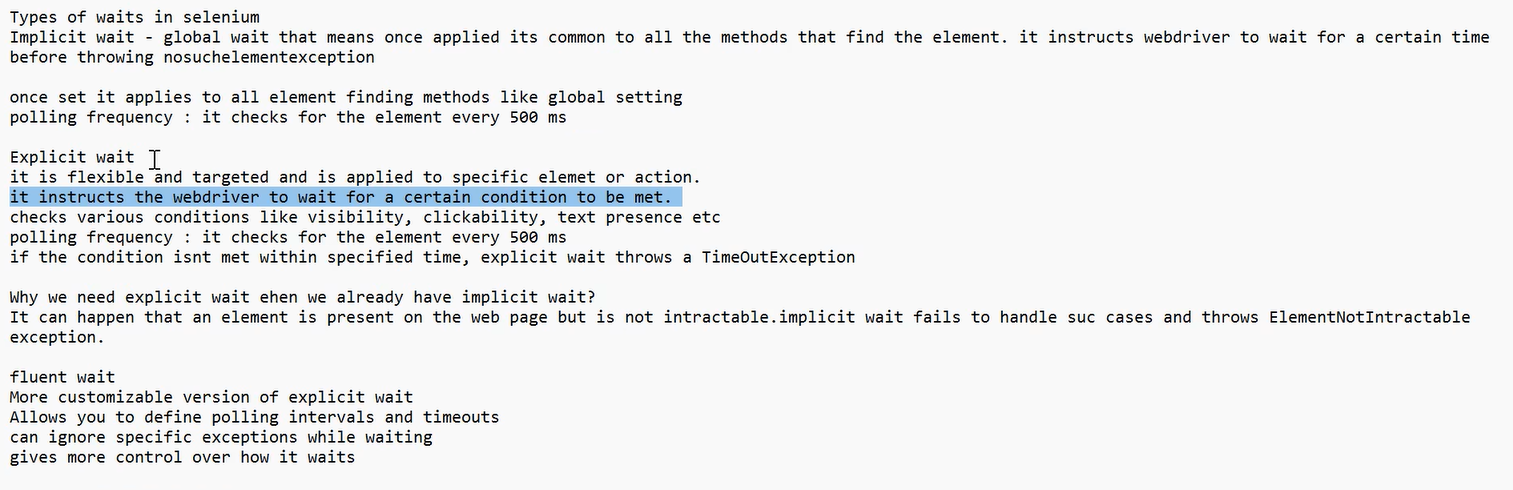 Types of waits in selenium
Implicit wait - global wait that means once applied its common to all the methods that find the element. it instructs webdriver to wait for a certain time
before throwing nosuchelementexception
once set it applies to all element finding methods like global setting
polling frequency : it checks for the element every 500 ms
Explicit wait
it is flexible and targeted and is applied to specific elemet or action.
it instructs the webdriver to wait for a certain condition to be met.
checks various conditions like visibility, clickability, text presence etc
polling frequency : it checks for the element every 500 ms
if the condition isnt met within specified time, explicit wait throws a TimeOutException
Why we need explicit wait ehen we already have implicit wait?
It can happen that an element is present on the web page but is not intractable.implicit wait fails to handle suc cases and throws ElementNotIntractable
exception.
fluent wait
More customizable version of explicit wait
Allows you to define polling intervals and timeouts
can ignore specific exceptions while waiting
gives more control over how it waits